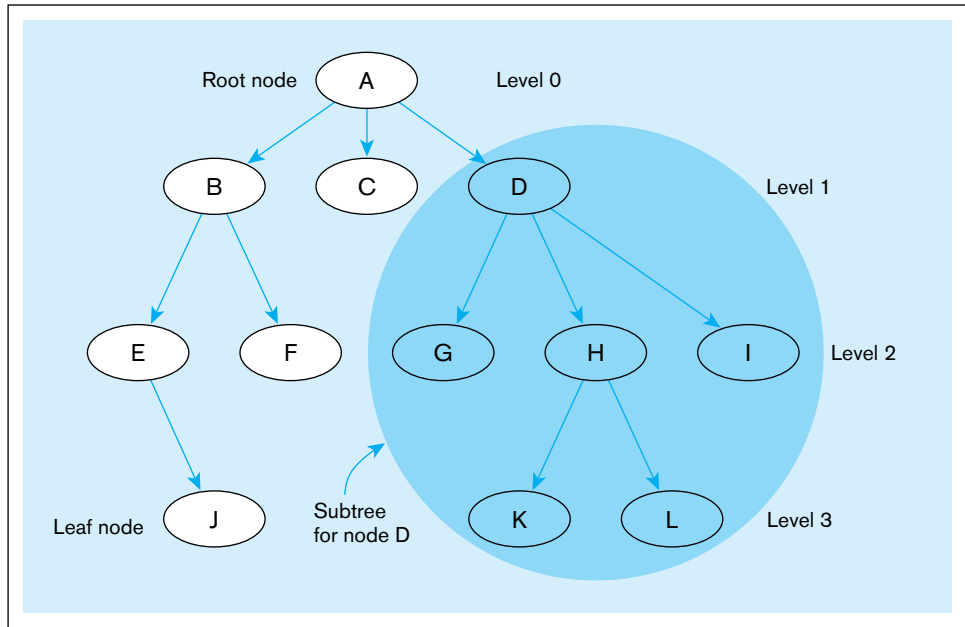 Root node
A
Level 0
B
C
D
Level 1
E
F
G
H
I
Level 2
Leaf node
J
Subtree
for node D
K
L
Level 3